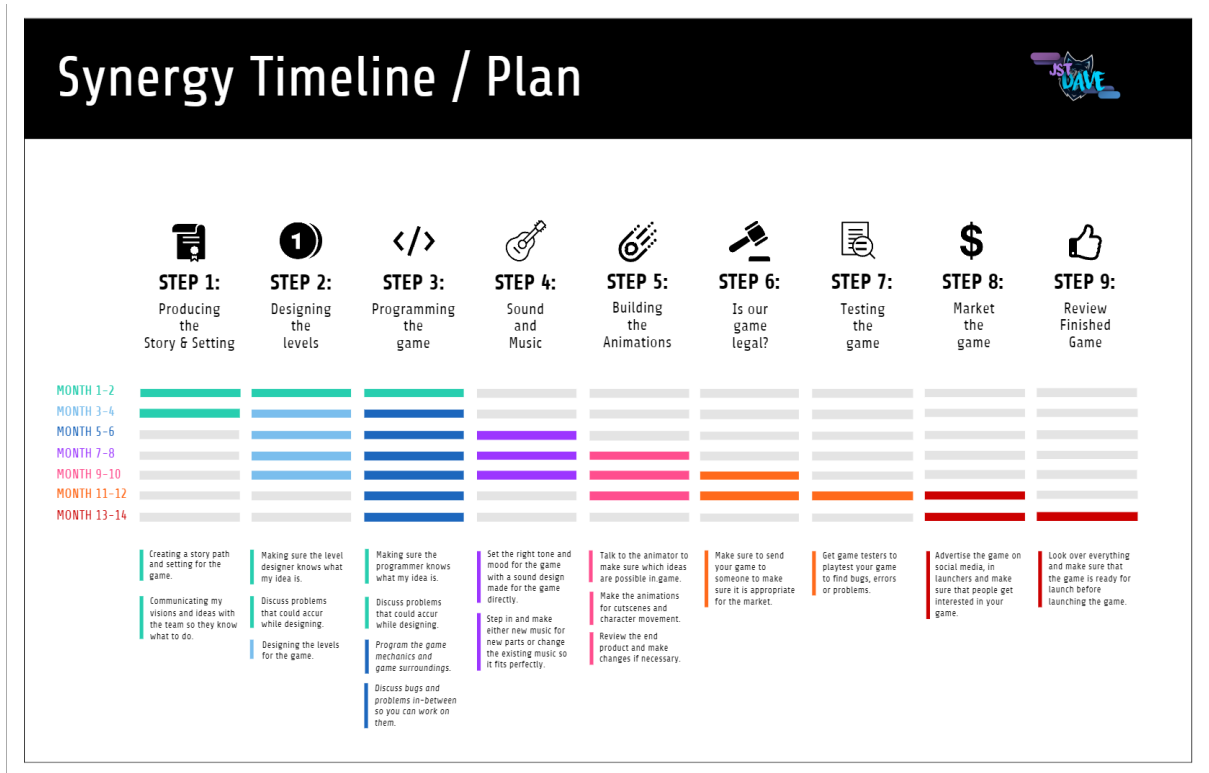 Synergy Timeline / Plan
JST
DAVE
1
</>
$
STEP 1:
Producing
the
Story & Setting
STEP 2:
Designing
the
levels
STEP 3:
Programming
the
game
STEP 4:
Sound
and
Music
STEP 5:
Building
the
Animations
STEP 6:
Is our
game
legal?
STEP 7:
Testing
the
game
STEP 8:
Market
the
game
STEP 9:
Review
Finished
Game
MONTH 1-2
MONTH 3-4
MONTH 5-6
MONTH 7-8
MONTH 9-10
MONTH 11-12
MONTH 13-14
Creating a story path
and setting for the
game.
Communicating my
visions and ideas with
the team so they know
what to do.
Making sure the level
designer knows what
my idea is.
Discuss problems
that could accur
while designing.
Designing the levels
for the game.
Making sure the
programmer knows
what my idea is.
Discuss problems
that could accur
while designing.
Program the game
mechanics and
game surroundings.
Discuss bugs and
problems in-between
so you can work on
them.
Set the right tone and
mood for the game
with a sound design
made for the game
directly.
Step in and make
either new music for
new parts or change
the existing music so
it fits perfectly.
Talk to the animator to
make sure which ideas
are possible in game.
Make the animations
for cutscenes and
character movement.
Review the end
product and make
changes if necessary.
Make sure to send
your game to
someone to make
sure it is appropriate
for the market.
Get game testers to
playtest your game
to find bugs, errors
or problems.
Advertise the game on
social media, in
launchers and make
sure that people get
interested in your
game.
Look over everything
and make sure that
the game is ready for
launch before
launching the game.